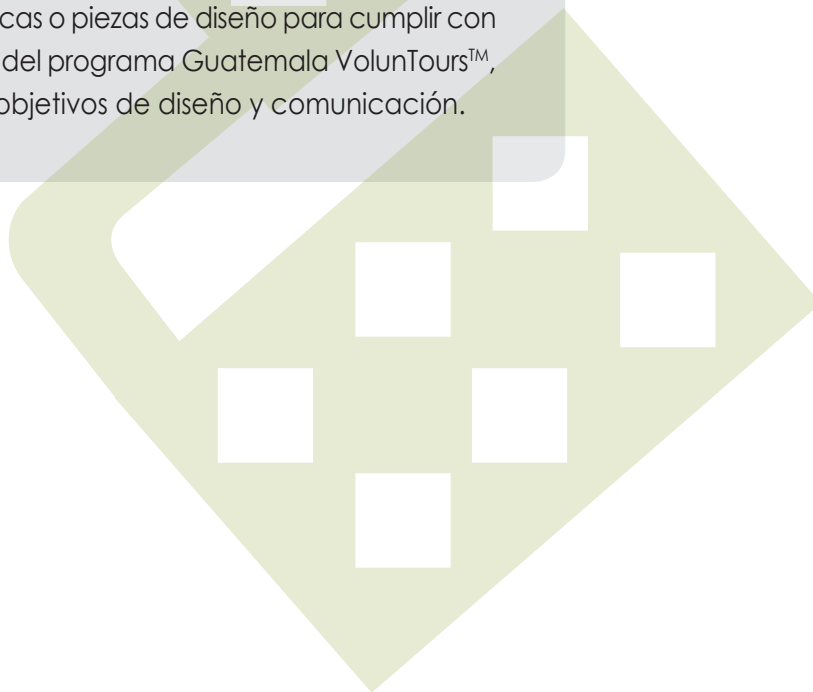 cas o piezas de diseño para cumplir con
del programa Guatemala VolunTours™,
objetivos de diseño y comunicación.